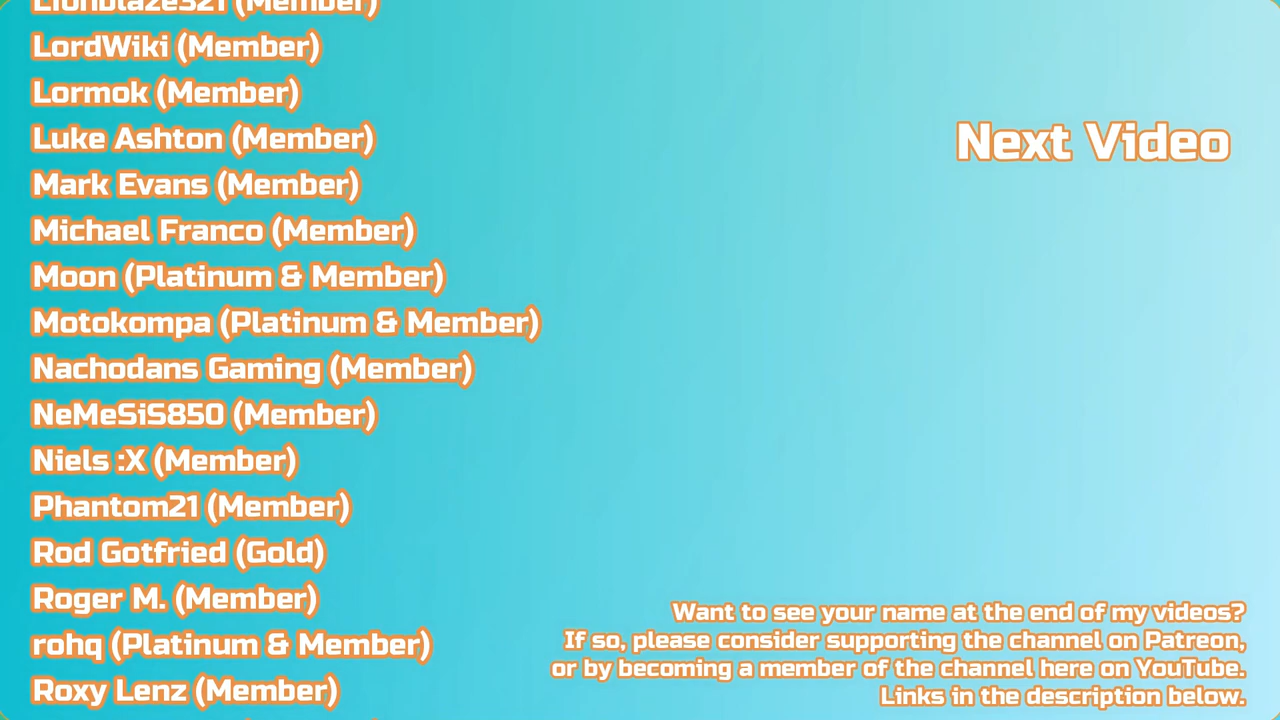 Lionblaze321 (Member)
LordWiki (Member)
Lormok (Member)
Luke Ashton (Member)
Mark Evans (Member)
Michael Franco (Member)
Moon (Platinum & Member)
Motokompa (Platinum & Member)
Nachodans Gaming (Member)
NeMeSiS850 (Member)
Niels :X (Member)
Phantom21 (Member)
Rod Gotfried (Gold)
Roger M. (Member)
rohq (Platinum & Member)
Roxy Lenz (Member)
Next Video
Want to see your name at the end of my videos?
If so, please consider supporting the channel on Patreon,
or by becoming a member of the channel here on YouTube.
Links in the description below.